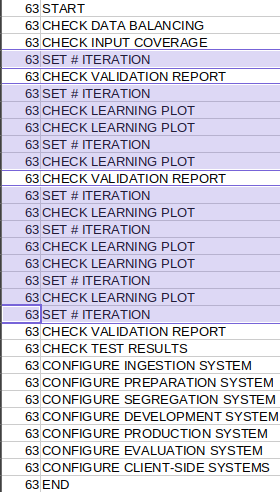 63 START
63 CHECK DATA BALANCING
63 CHECK INPUT COVERAGE
63 SET # ITERATION
63 CHECK VALIDATION REPORT
63 SET # ITERATION
63 CHECK LEARNING PLOT
63 CHECK LEARNING PLOT
63 SET # ITERATION
63 CHECK LEARNING PLOT
63 CHECK VALIDATION REPORT
63 SET # ITERATION
63 CHECK LEARNING PLOT
63 SET # ITERATION
63 CHECK LEARNING PLOT
63 CHECK LEARNING PLOT
63 SET # ITERATION
63 CHECK LEARNING PLOT
63 SET # ITERATION
63 CHECK VALIDATION REPORT
63 CHECK TEST RESULTS
63 CONFIGURE INGESTION SYSTEM
63 CONFIGURE PREPARATION SYSTEM
63 CONFIGURE SEGREGATION SYSTEM
63 CONFIGURE DEVELOPMENT SYSTEM
63 CONFIGURE PRODUCTION SYSTEM
63 CONFIGURE EVALUATION SYSTEM
63 CONFIGURE CLIENT-SIDE SYSTEMS
63 END